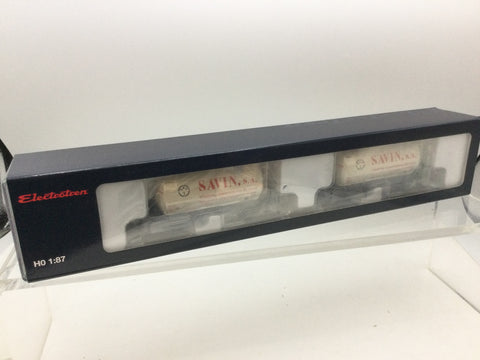 Electrotren
SAVIN, S.A.
SAVIN, S.A.
H0 1:87